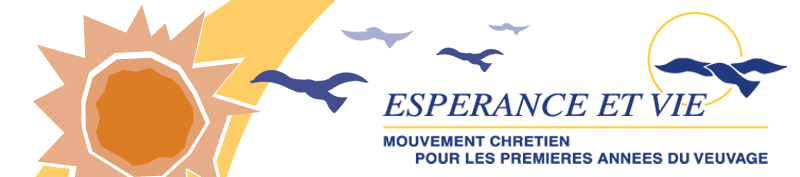 ESPERANCE ET VIE
MOUVEMENT CHRETIEN
POUR LES PREMIERES ANNEES DU VEUVAGE